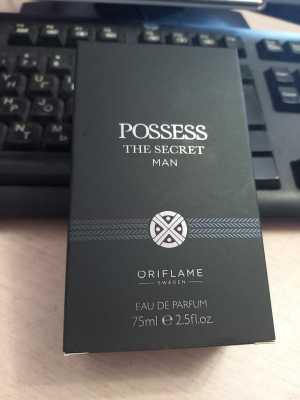 POSSESS
THE SECRET
MAN
ORIFLAME
SWEDEN
EAU DE PARFUM
75ml ℮ 2.5fl.oz.